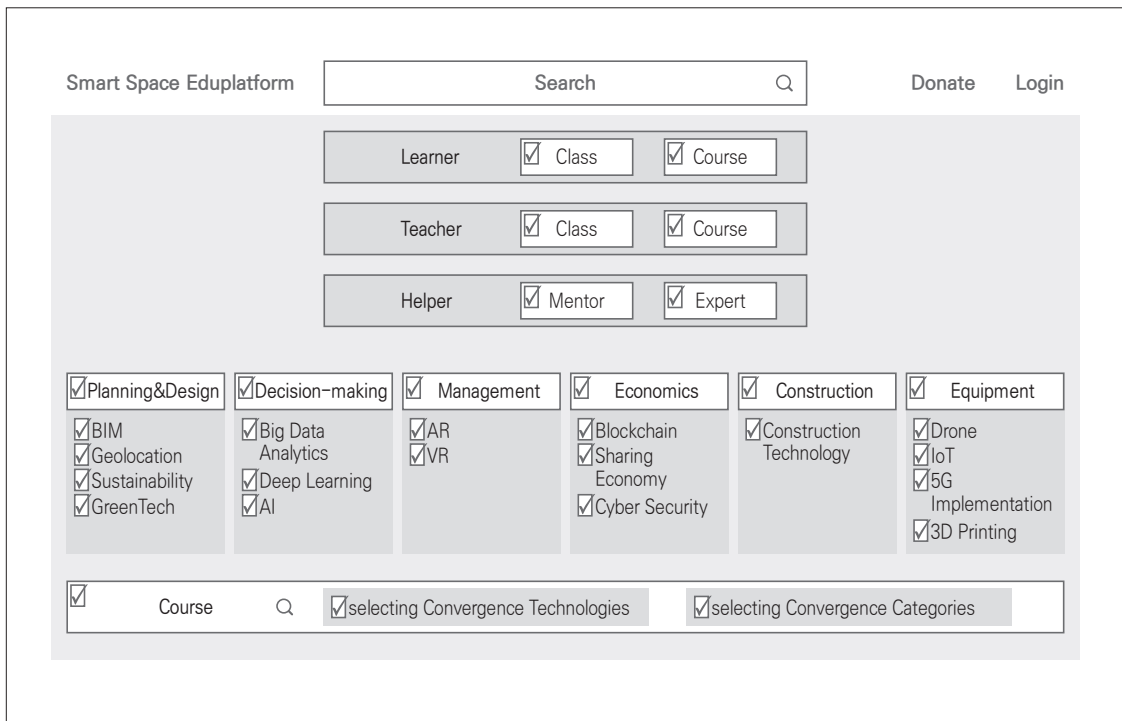 Smart Space Eduplatform Search Donate Login
Learner Class Course
Teacher Class Course
Helper Mentor Expert
Planning&Design
BIM
Geolocation
Sustainability
GreenTech
Decision-making
Big Data
Analytics
Deep Learning
AI
Management
AR
VR
Economics
Blockchain
Sharing
Economy
Cyber Security
Construction
Construction
Technology
Equipment
Drone
IoT
5G
Implementation
3D Printing
Course selecting Convergence Technologies selecting Convergence Categories